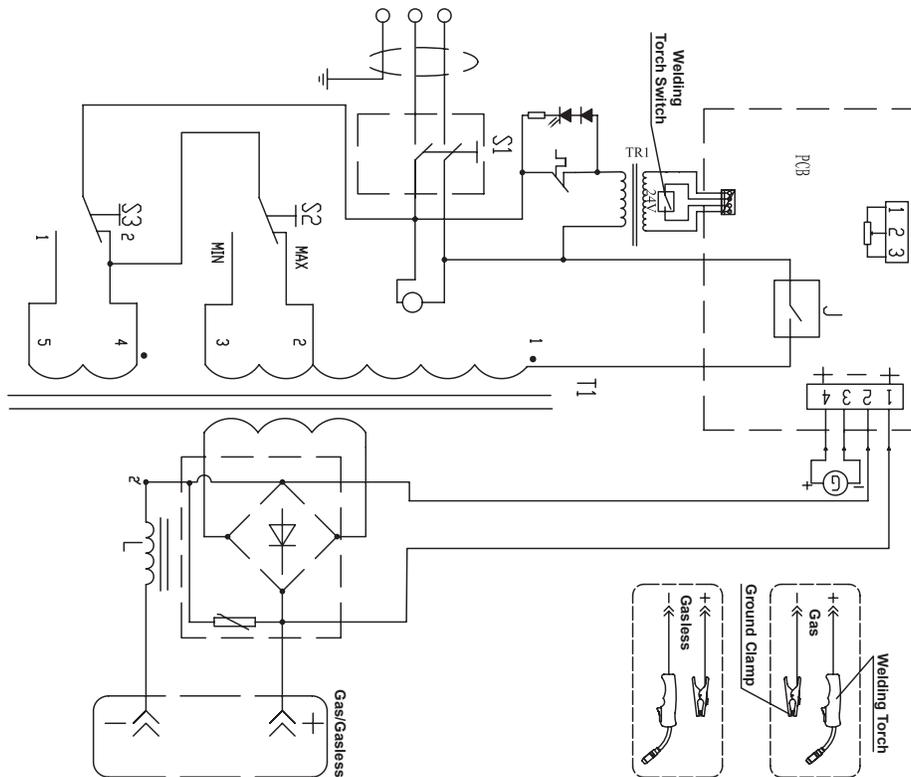 Welding
Torch Switch
S1
TR1
24V
PCB
1
2
3
S3
2
1
S2
MIN
MAX
J
5
4
3
2
1
T1
+
−
+
4
3
2
1
+
G
−
2~
L
Gas/Gasless
−
+
Gasless
−
+
Gas
−
+
Ground Clamp
Welding Torch